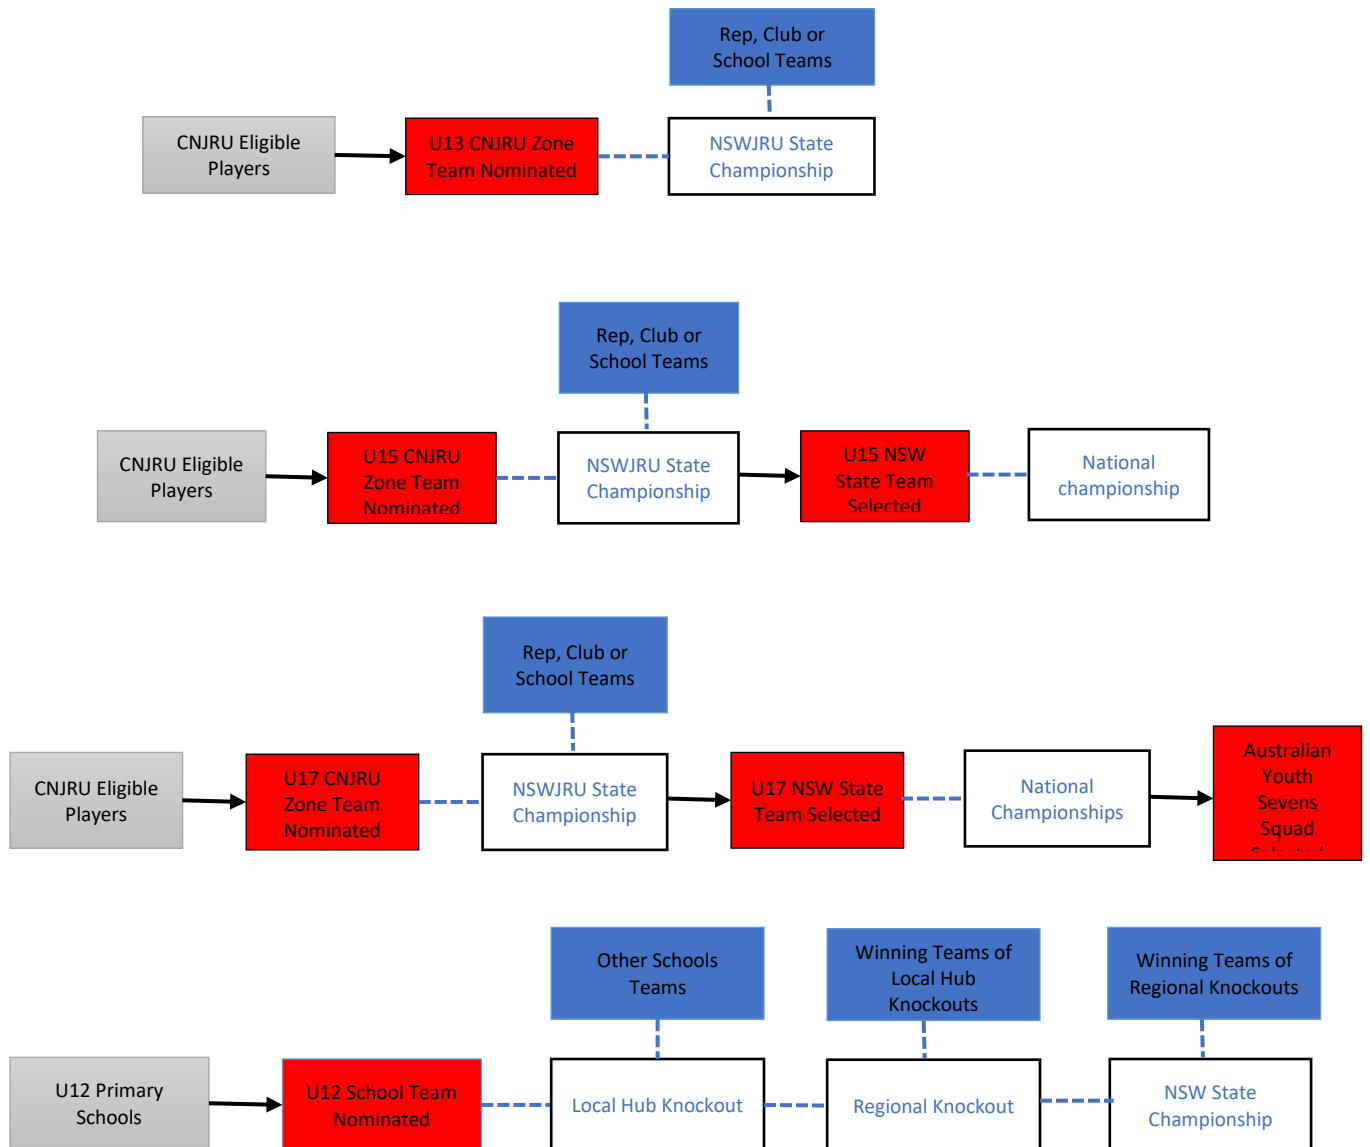 Rep, Club or
School Teams
CNJRU Eligible
Players
U13 CNJRU Zone
Team Nominated
NSWJRU State
Championship
Rep, Club or
School Teams
CNJRU Eligible
Players
U15 CNJRU
Zone Team
Nominated
NSWJRU State
Championship
U15 NSW
State Team
Selected
National
championship
Rep, Club or
School Teams
CNJRU Eligible
Players
U17 CNJRU
Zone Team
Nominated
NSWJRU State
Championship
U17 NSW State
Team Selected
National
Championships
Australian
Youth
Sevens
Squad
Selected
Other Schools
Teams
Winning Teams of
Local Hub
Knockouts
Winning Teams of
Regional Knockouts
U12 Primary
Schools
U12 School Team
Nominated
Local Hub Knockout
Regional Knockout
NSW State
Championship